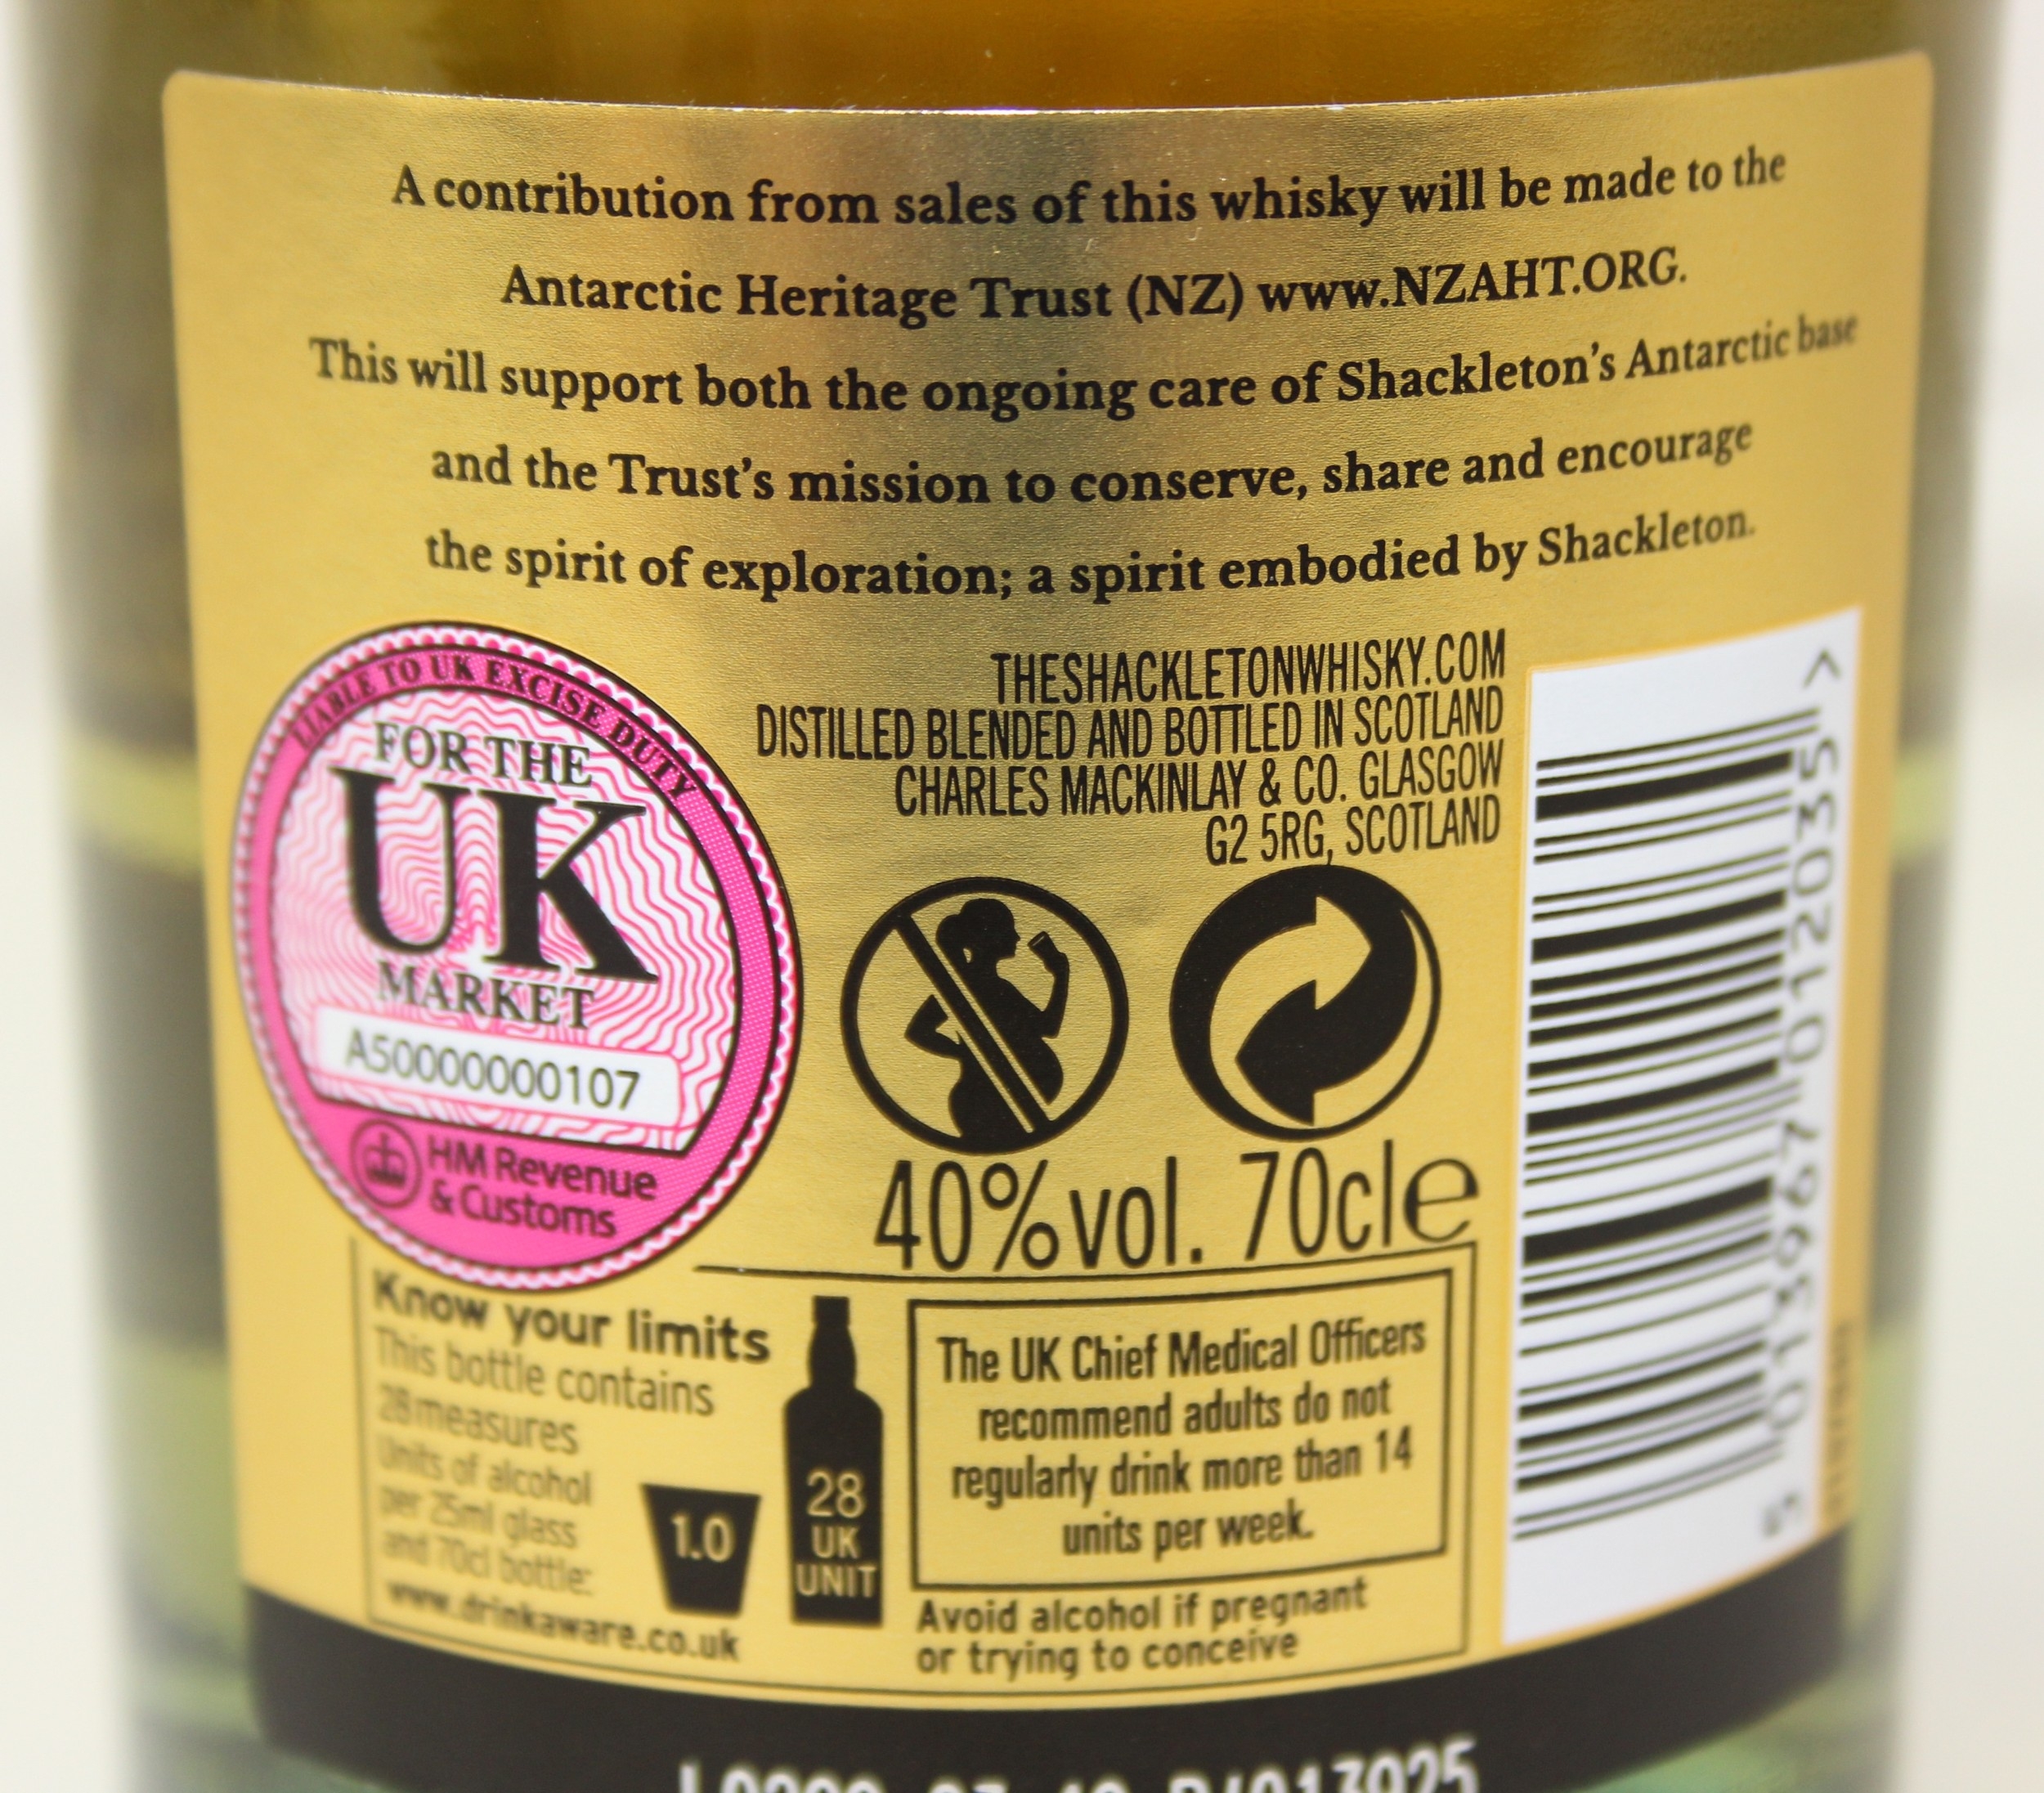 A contribution from sales of this whisky will be made to the
Antarctic Heritage Trust (NZ) www.NZAHT.ORG.
This will support both the ongoing care of Shackleton's Antarctic base
and the Trust's mission to conserve, share and encourage
the spirit of exploration; a spirit embodied by Shackleton.
LIABLE TO UK EXCISE DUTY
FOR THE
UK
MARKET
A50000000107
HM Revenue
& Customs
THESHACKLETONWHISKY.COM
DISTILLED BLENDED AND BOTTLED IN SCOTLAND
CHARLES MACKINLAY & CO. GLASGOW
G2 5RG, SCOTLAND
40%vol. 70cle
5 013967 012035 >
Know your limits
This bottle contains
28 measures
Units of alcohol
per 25ml glass
and 70cl bottle:
www.drinkaware.co.uk
1.0
28
UK
UNIT
The UK Chief Medical Officers
recommend adults do not
regularly drink more than 14
units per week.
Avoid alcohol if pregnant
or trying to conceive